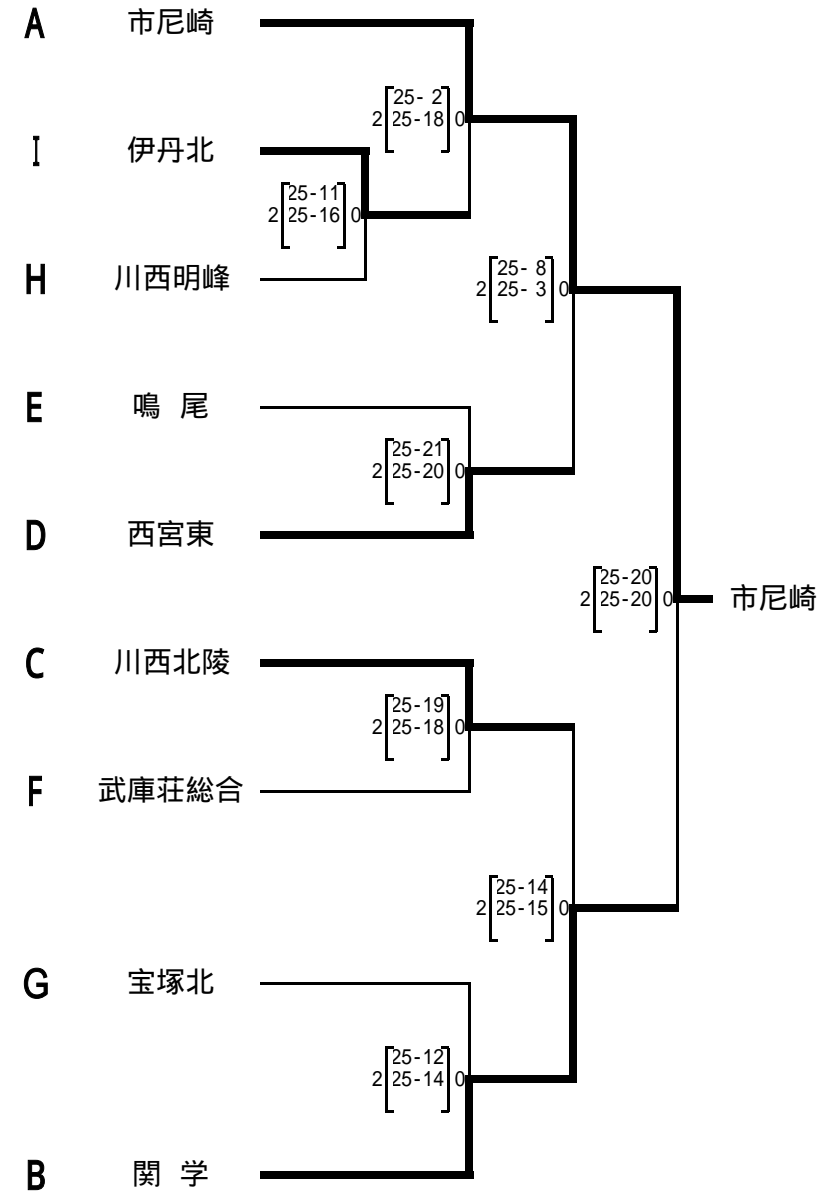 A 市尼崎
25- 2
2 25-18 0
I 伊丹北
25-11
2 25-16 0
H 川西明峰
25- 8
2 25- 3 0
E 鳴 尾
25-21
2 25-20 0
D 西宮東
25-20
2 25-20 0 市尼崎
C 川西北陵
25-19
2 25-18 0
F 武庫荘総合
25-14
2 25-15 0
G 宝塚北
25-12
2 25-14 0
B 関 学